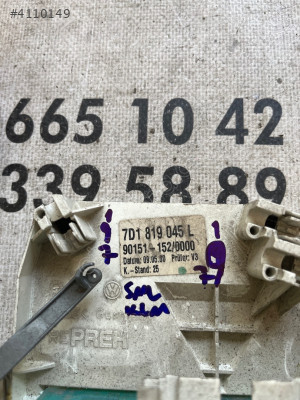 #4110149
665 10 42
339 58 89
7D1 819 045 L
90151-152/0000
Datum: 09.05.00 Prüfer: V3
K.-Stand: 25
PREH